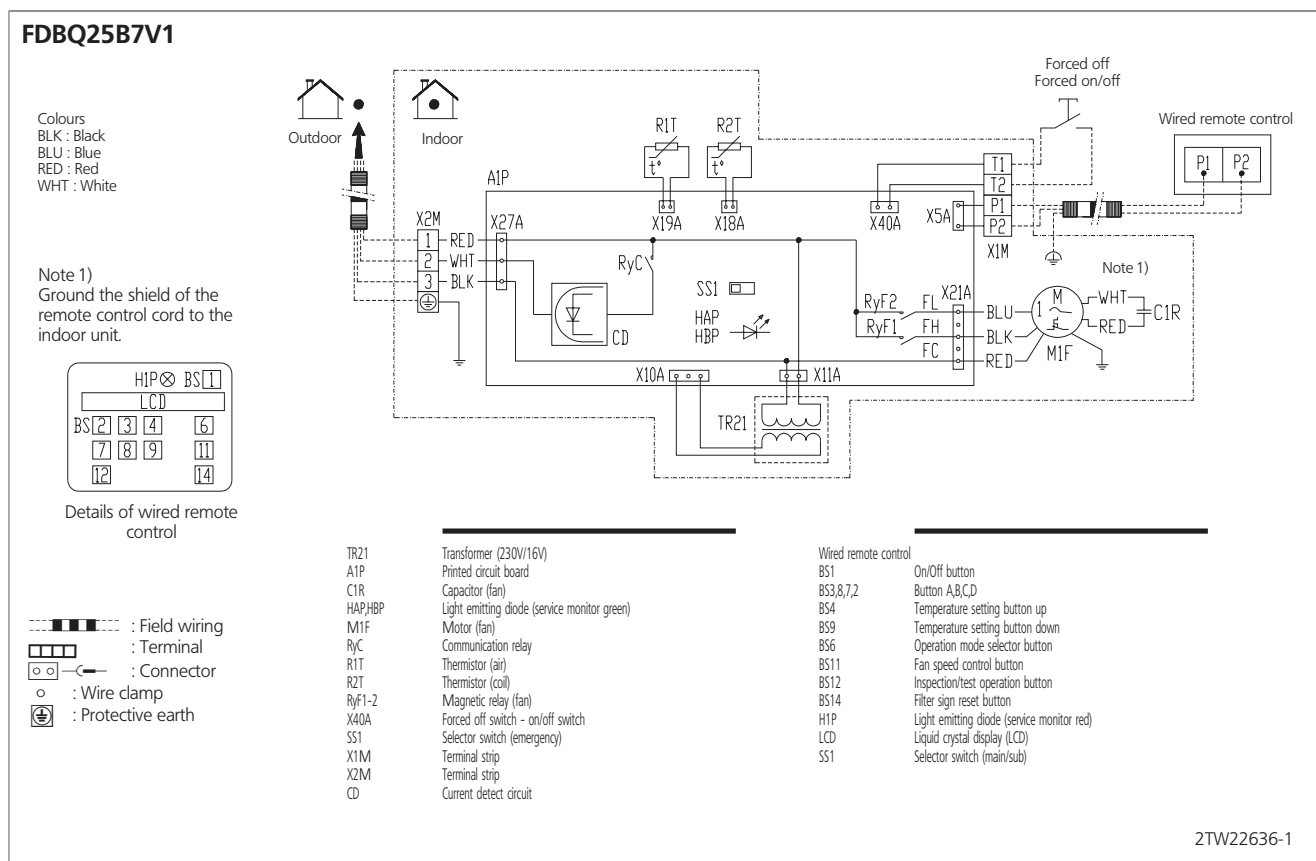 FDBQ25B7V1
Colours
BLK : Black
BLU : Blue
RED : Red
WHT : White
Outdoor
Indoor
Forced off
Forced on/off
Wired remote control
P1 P2
R1T R2T
t° t°
T1
T2
P1
P2
X1M
A1P
X19A X18A X40A X5A
X2M X27A
1 RED
2 WHT
3 BLK
RyC
CD
SS1
HAP
HBP
X21A
RyF2 FL BLU
RyF1 FH BLK
FC RED
M
1
M1F
Note 1)
WHT
RED
C1R
X10A X11A
TR21
Note 1)
Ground the shield of the
remote control cord to the
indoor unit.
H1P BS 1
LCD
BS 2 3 4 6
7 8 9 11
12 14
Details of wired remote
control
: Field wiring
: Terminal
: Connector
: Wire clamp
: Protective earth
TR21 Transformer (230V/16V)
A1P Printed circuit board
C1R Capacitor (fan)
HAP,HBP Light emitting diode (service monitor green)
M1F Motor (fan)
RyC Communication relay
R1T Thermistor (air)
R2T Thermistor (coil)
RyF1-2 Magnetic relay (fan)
X40A Forced off switch - on/off switch
SS1 Selector switch (emergency)
X1M Terminal strip
X2M Terminal strip
CD Current detect circuit
Wired remote control
BS1 On/Off button
BS3,8,7,2 Button A,B,C,D
BS4 Temperature setting button up
BS9 Temperature setting button down
BS6 Operation mode selector button
BS11 Fan speed control button
BS12 Inspection/test operation button
BS14 Filter sign reset button
H1P Light emitting diode (service monitor red)
LCD Liquid crystal display (LCD)
SS1 Selector switch (main/sub)
2TW22636-1